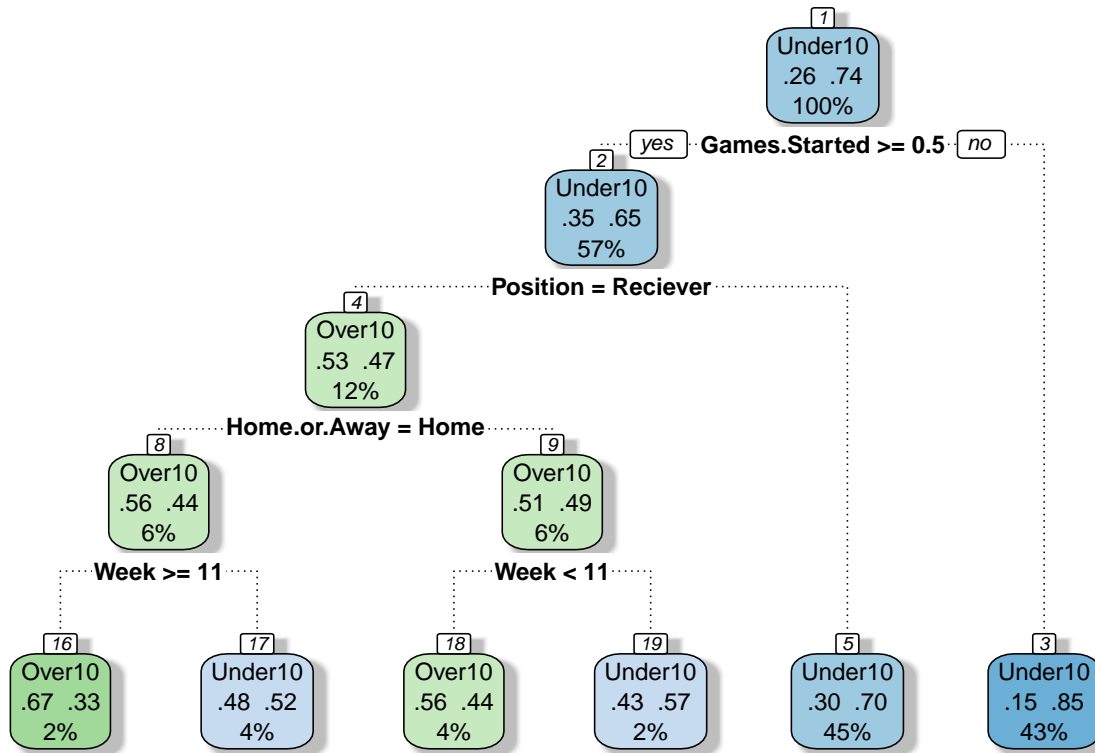 1
Under10
.26 .74
100%
yes Games.Started >= 0.5 no
2
Under10
.35 .65
57%
Position = Reciever
4
Over10
.53 .47
12%
Home.or.Away = Home
8
Over10
.56 .44
6%
9
Over10
.51 .49
6%
Week >= 11
Week < 11
16
Over10
.67 .33
2%
17
Under10
.48 .52
4%
18
Over10
.56 .44
4%
19
Under10
.43 .57
2%
5
Under10
.30 .70
45%
3
Under10
.15 .85
43%